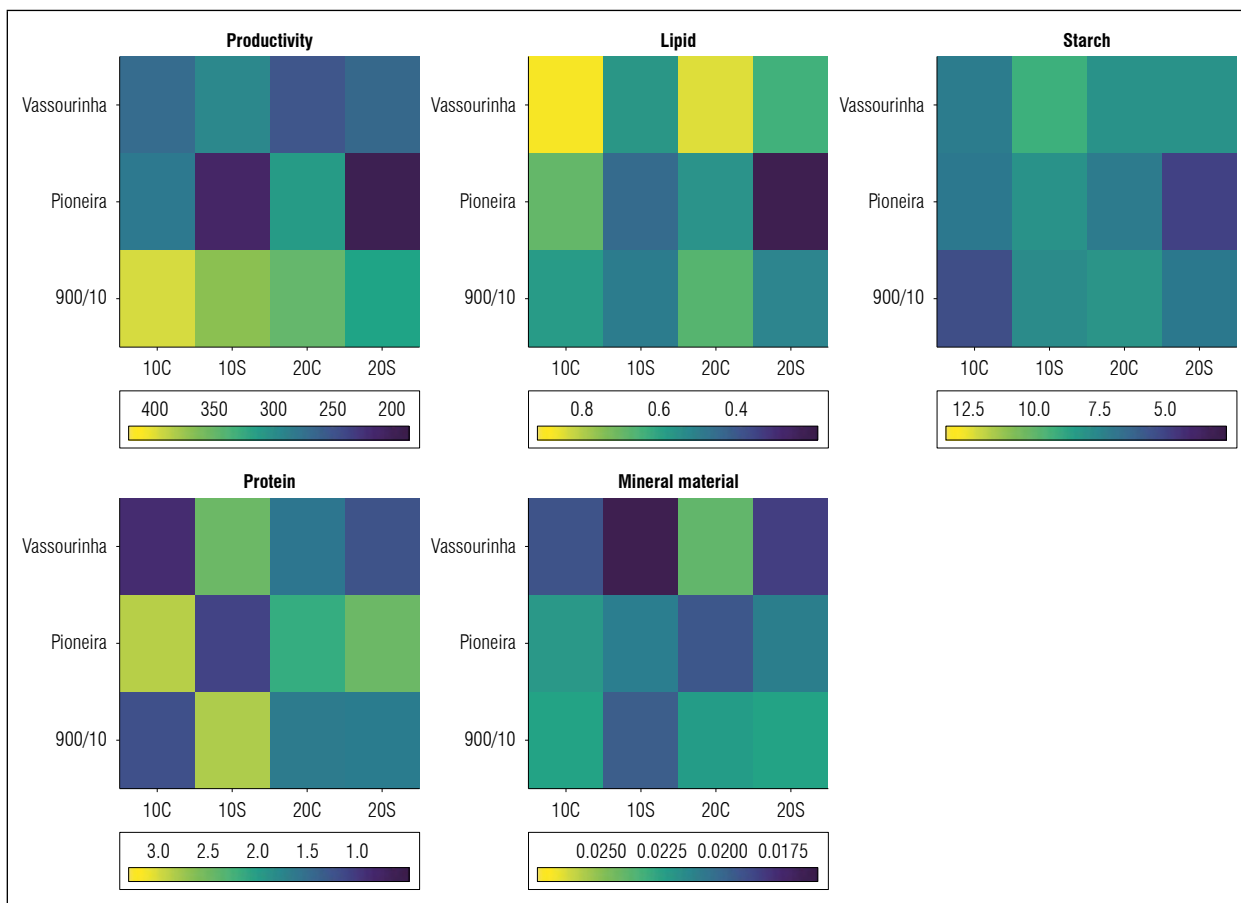 Productivity
Vassourinha
Pioneira
900/10
10C 10S 20C 20S
400 350 300 250 200
Lipid
Vassourinha
Pioneira
900/10
10C 10S 20C 20S
0.8 0.6 0.4
Starch
Vassourinha
Pioneira
900/10
10C 10S 20C 20S
12.5 10.0 7.5 5.0
Protein
Vassourinha
Pioneira
900/10
10C 10S 20C 20S
3.0 2.5 2.0 1.5 1.0
Mineral material
Vassourinha
Pioneira
900/10
10C 10S 20C 20S
0.0250 0.0225 0.0200 0.0175